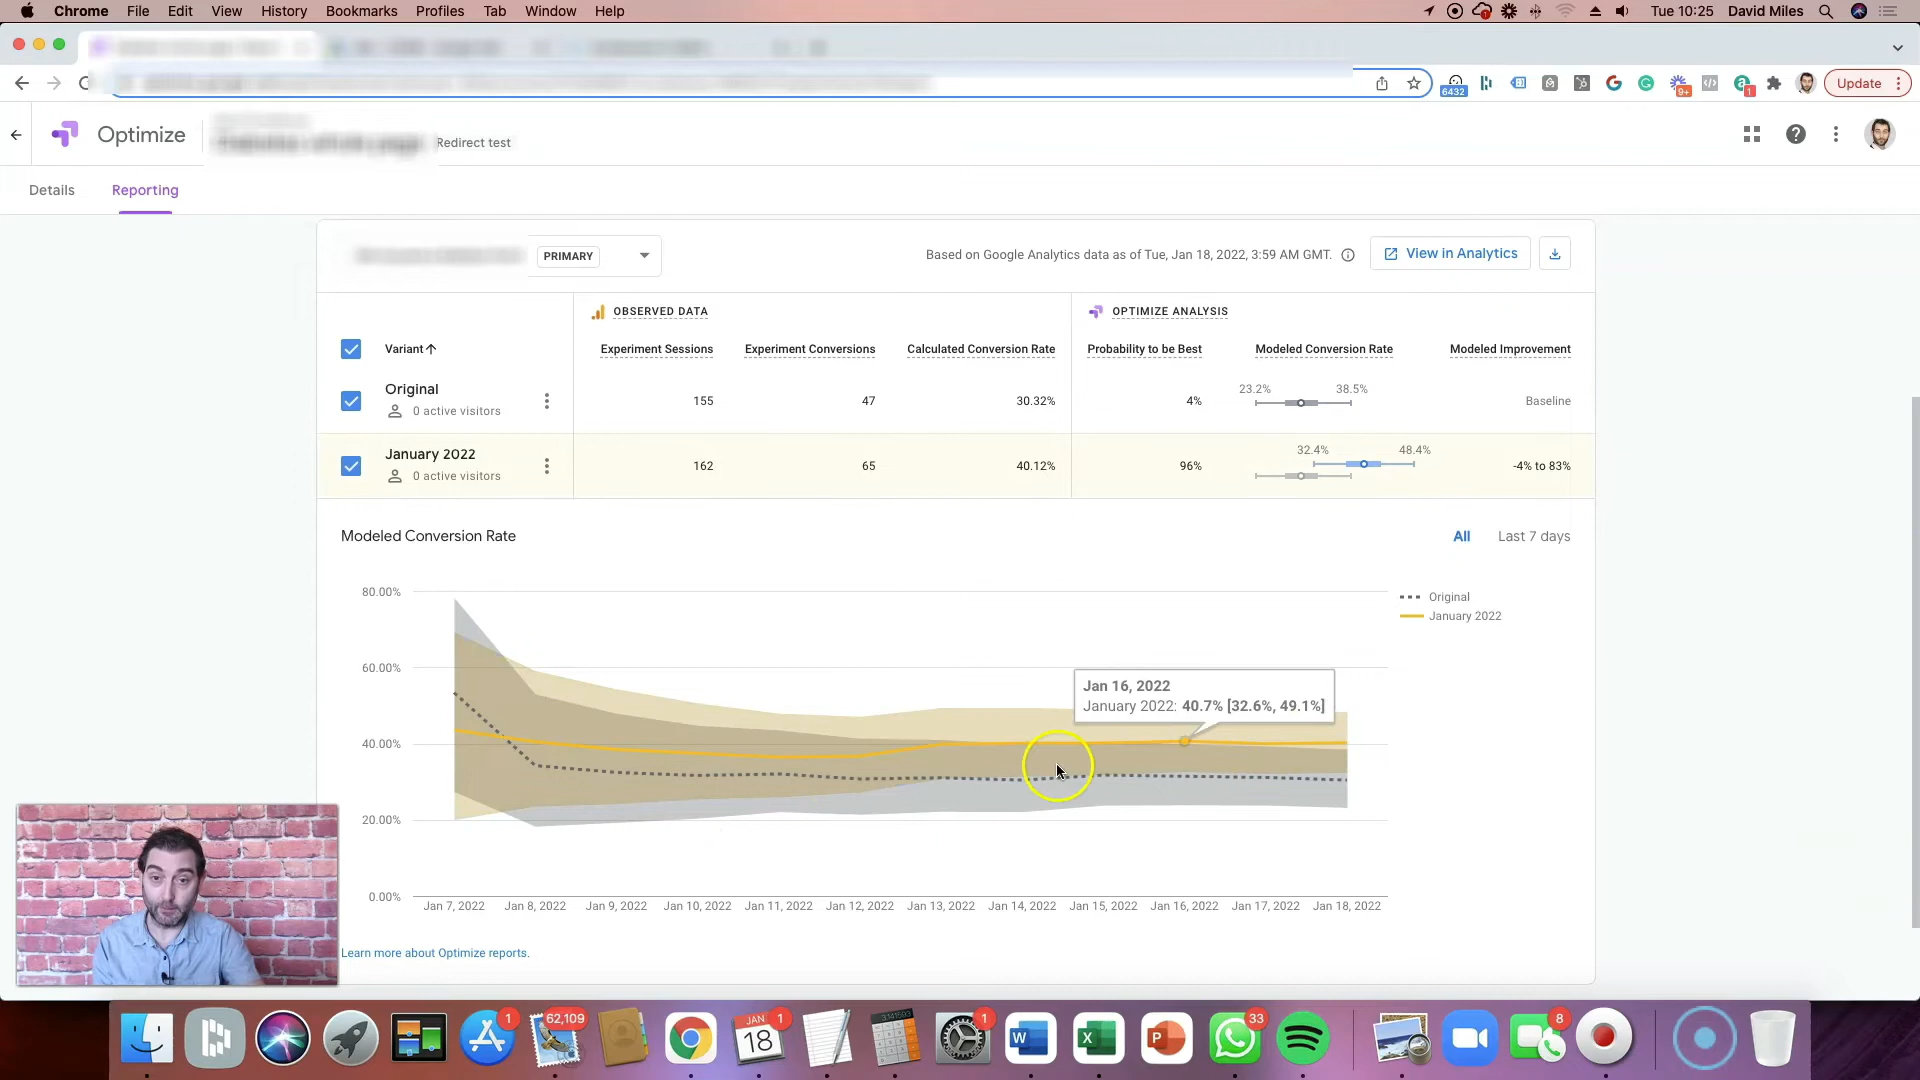 Chrome File Edit View History Bookmarks Profiles Tab Window Help
Tue 10:25 David Miles
6432
9+
1
Update
Optimize
Redirect test
Details Reporting
PRIMARY
Based on Google Analytics data as of Tue, Jan 18, 2022, 3:59 AM GMT.
View in Analytics
OBSERVED DATA
OPTIMIZE ANALYSIS
Variant Experiment Sessions Experiment Conversions Calculated Conversion Rate Probability to be Best Modeled Conversion Rate Modeled Improvement
Original
0 active visitors
155 47 30.32% 4% 23.2% 38.5% Baseline
January 2022
0 active visitors
162 65 40.12% 96% 32.4% 48.4% -4% to 83%
Modeled Conversion Rate
All Last 7 days
80.00%
60.00%
40.00%
20.00%
0.00%
Original
January 2022
Jan 16, 2022
January 2022: 40.7% [32.6%, 49.1%]
Jan 7, 2022 Jan 8, 2022 Jan 9, 2022 Jan 10, 2022 Jan 11, 2022 Jan 12, 2022 Jan 13, 2022 Jan 14, 2022 Jan 15, 2022 Jan 16, 2022 Jan 17, 2022 Jan 18, 2022
Learn more about Optimize reports.
1
62,109
JAN
18
1
1
33
8
W
X
P